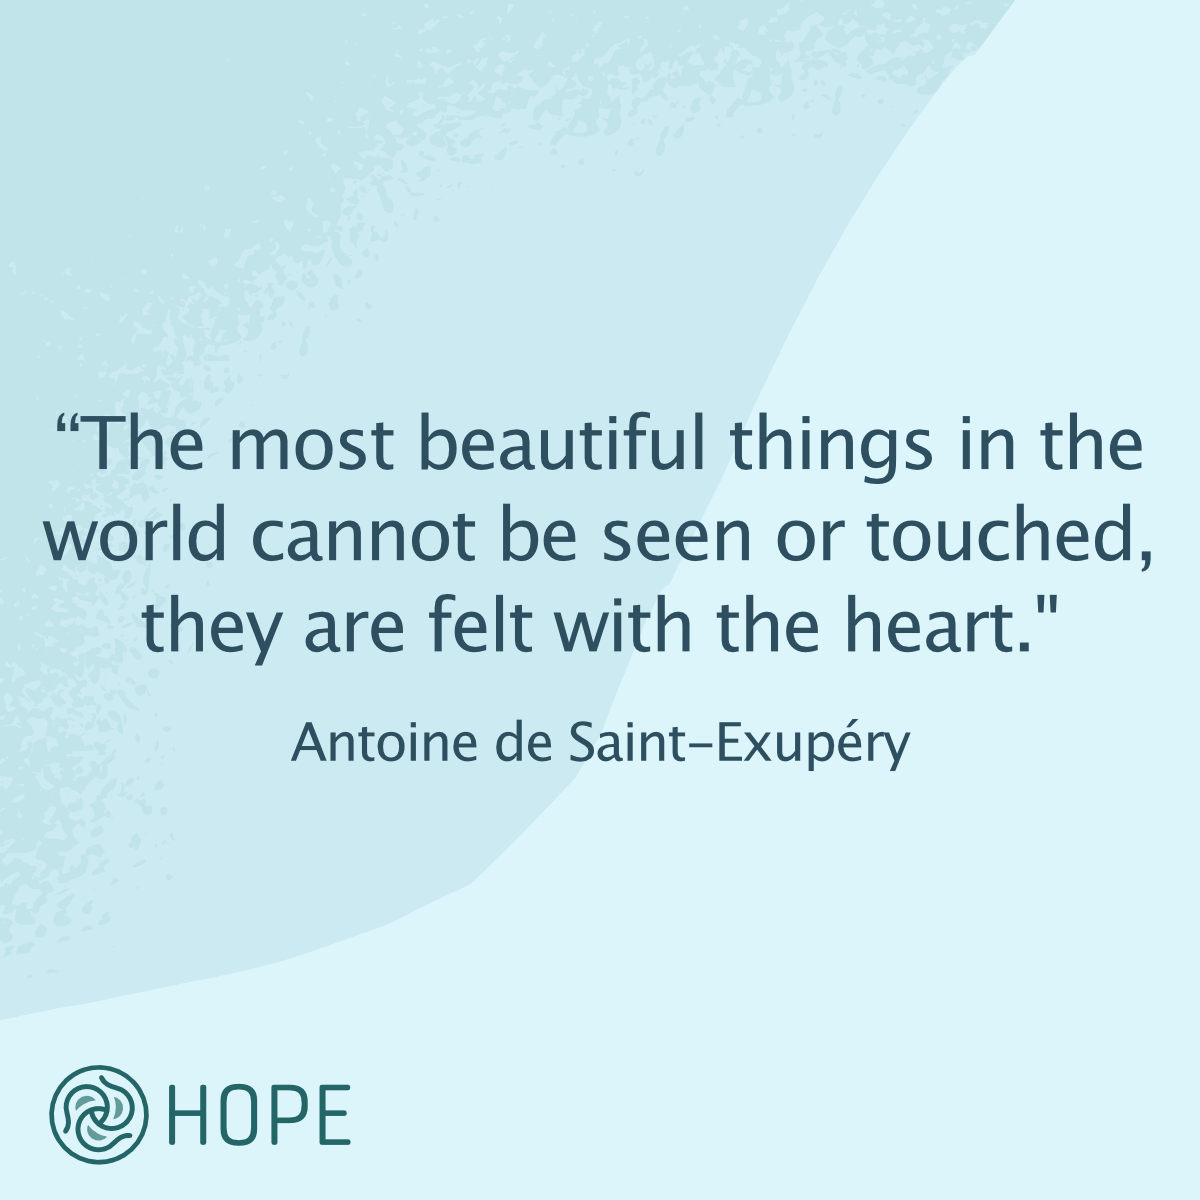 “The most beautiful things in the
world cannot be seen or touched,
they are felt with the heart."
Antoine de Saint–Exupéry
HOPE